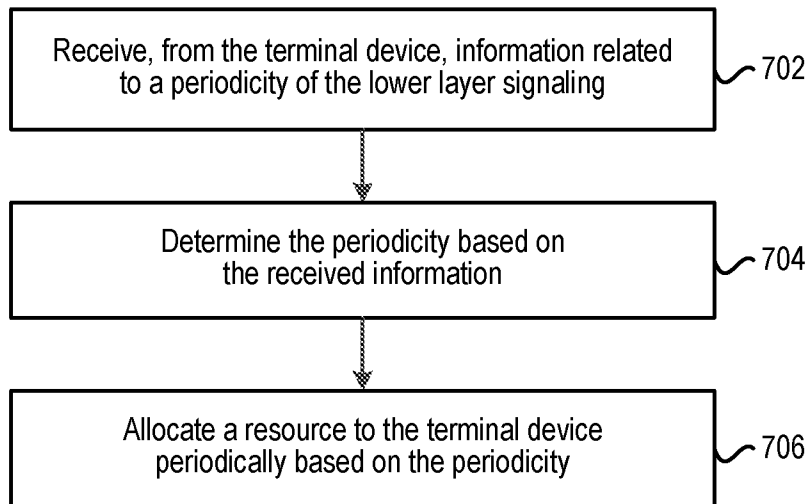 Receive, from the terminal device, information related
to a periodicity of the lower layer signaling
702
Determine the periodicity based on
the received information
704
Allocate a resource to the terminal device
periodically based on the periodicity
706